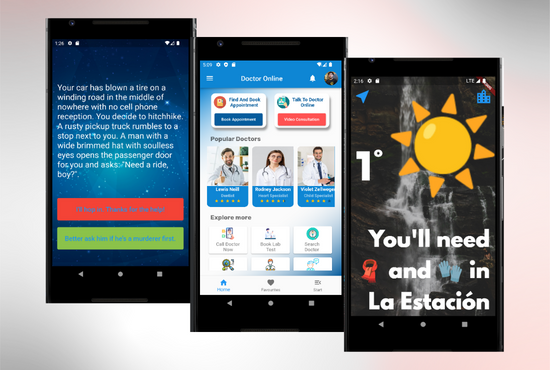 1:26
Your car has blown a tire on a
winding road in the middle of
nowhere with no cell phone
reception. You decide to hitchhike.
A rusty pickup truck rumbles to a
stop next to you. A man with a
wide brimmed hat with soulless
eyes opens the passenger door
for you and asks: "Need a ride,
boy?".
Better ask him if he's a murderer first.
5:09
Doctor Online
Find And Book
Appointment
Book Appointment
Talk To Doctor
Online
Video Consultation
Popular Doctors
Lewis Neill
Dentist
Rodney Jackson
Heart Specialist
Violet Zellweger
Child Specialist
Explore more
Call Doctor
Now
Book Lab
Test
Search
Doctor
Home
Favourites
2:16
LTE
1°
You'll need
and in
La Estación